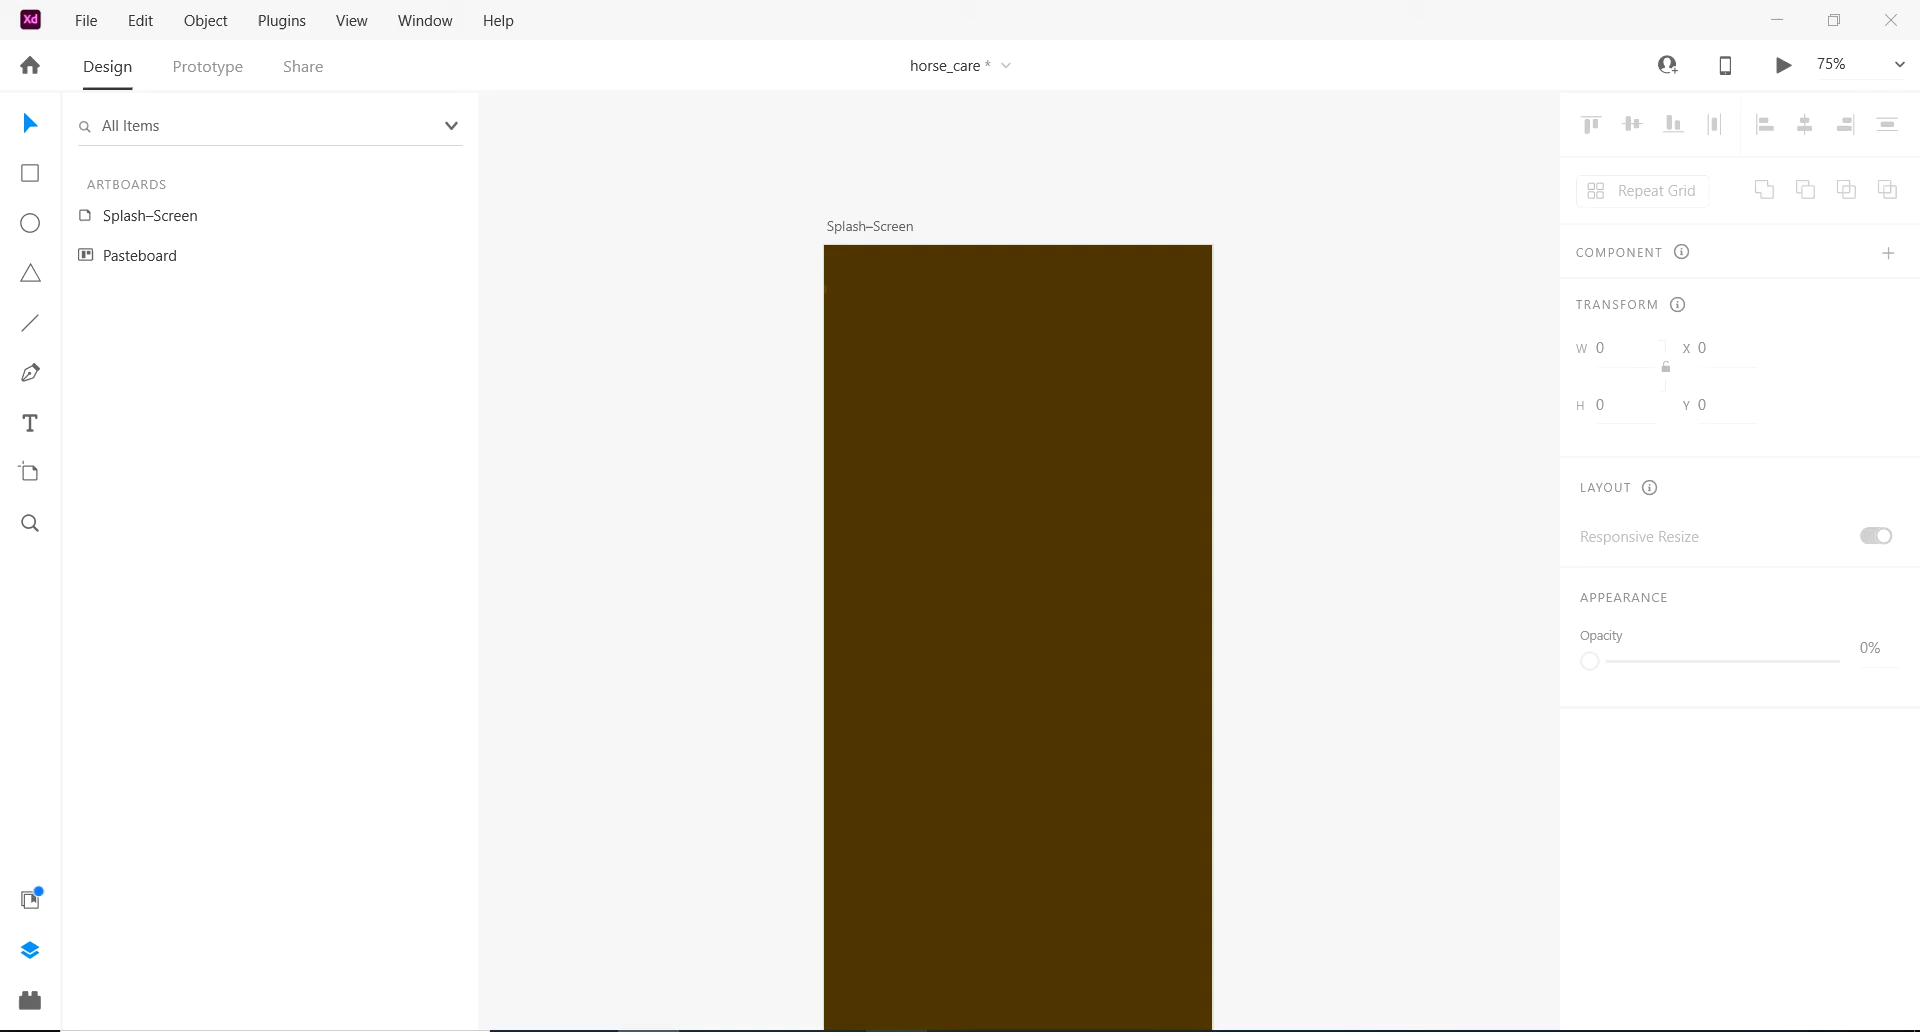 Xd File Edit Object Plugins View Window Help
Design Prototype Share horse_care * 75%
All Items
ARTBOARDS
Splash–Screen
Pasteboard
Splash–Screen
Repeat Grid
COMPONENT
TRANSFORM
W 0 X 0
H 0 Y 0
LAYOUT
Responsive Resize
APPEARANCE
Opacity
0%